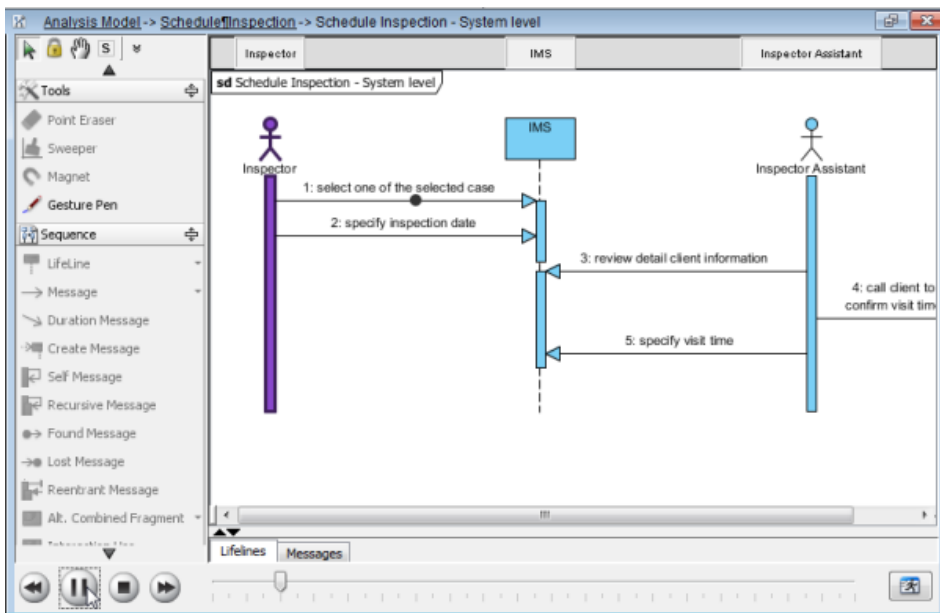 Analysis Model -> Schedule¶Inspection -> Schedule Inspection - System level
S
Inspector
IMS
Inspector Assistant
sd Schedule Inspection - System level
Tools
Point Eraser
Sweeper
Magnet
Gesture Pen
Sequence
LifeLine
Message
Duration Message
Create Message
Self Message
Recursive Message
Found Message
Lost Message
Reentrant Message
Alt. Combined Fragment
IMS
Inspector
Inspector Assistant
1: select one of the selected case
2: specify inspection date
3: review detail client information
4: call client to
confirm visit tim
5: specify visit time
Lifelines
Messages